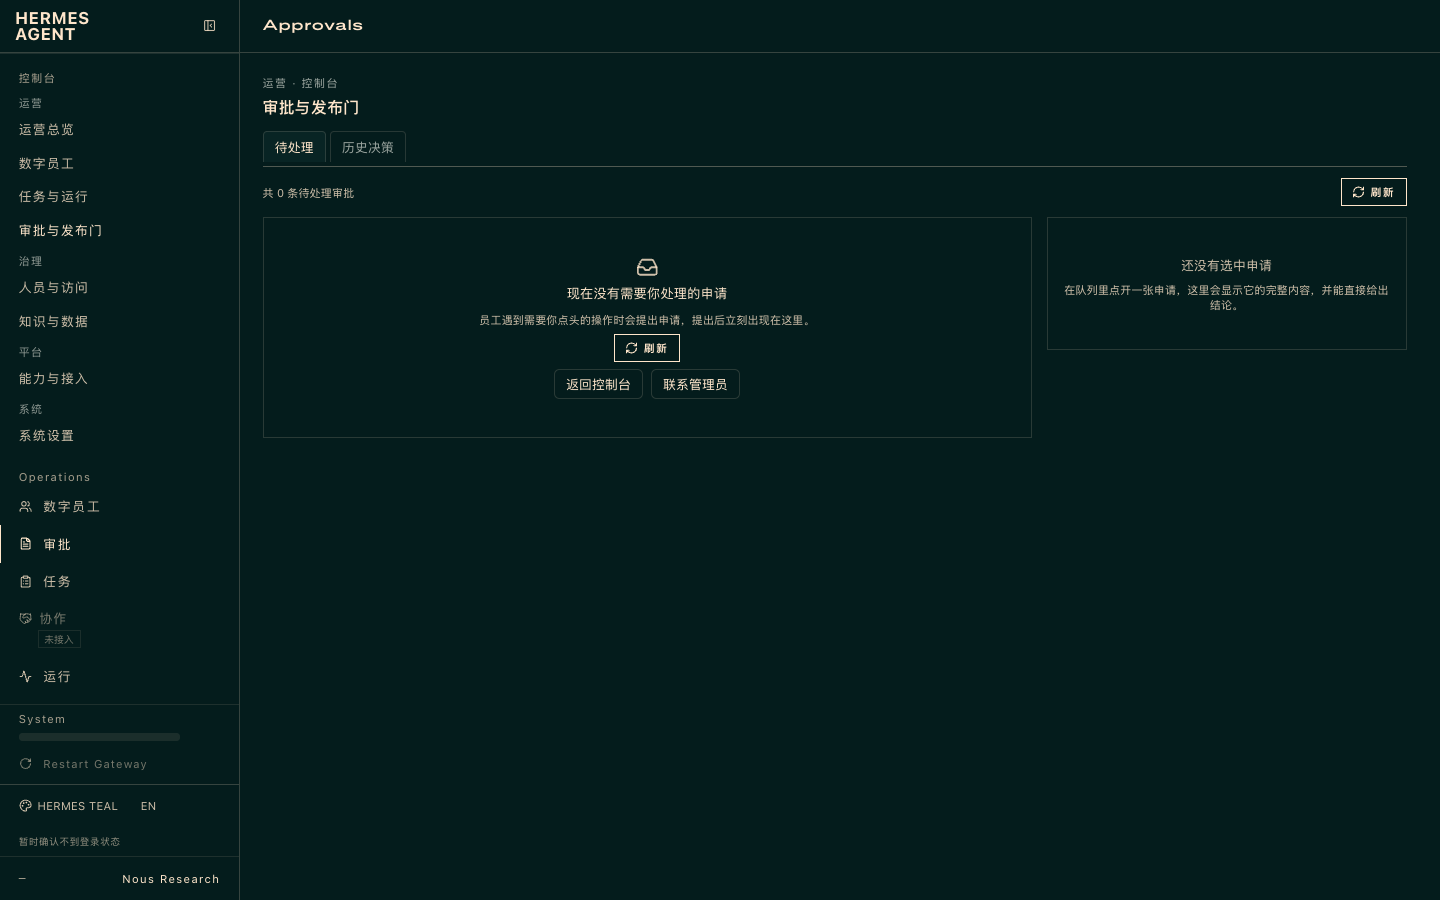 HERMES
AGENT
控制台
运营
运营总览
数字员工
任务与运行
审批与发布门
治理
人员与访问
知识与数据
平台
能力与接入
系统
系统设置
Operations
数字员工
审批
任务
协作
未接入
运行
System
Restart Gateway
HERMES TEAL EN
暂时确认不到登录状态
– Nous Research
Approvals
运营 · 控制台
审批与发布门
待处理 历史决策
共 0 条待处理审批
刷新
现在没有需要你处理的申请
员工遇到需要你点头的操作时会提出申请，提出后立刻出现在这里。
刷新
返回控制台 联系管理员
还没有选中申请
在队列里点开一张申请，这里会显示它的完整内容，并能直接给出
结论。